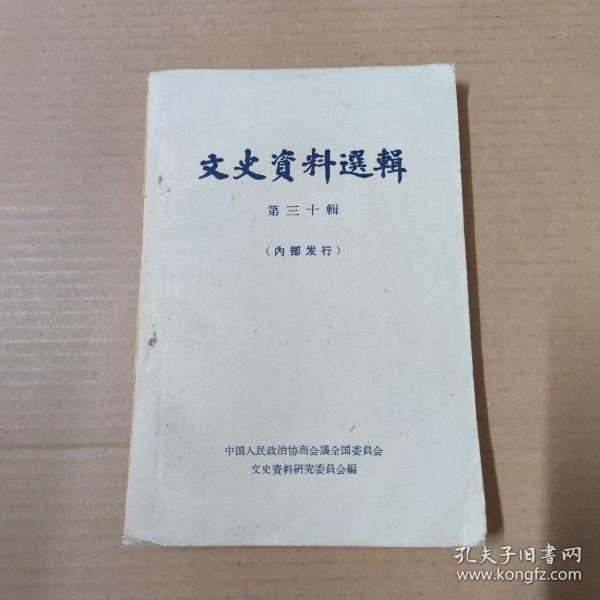 文史資料選輯
第三十輯
（内部发行）
中国人民政治协商会議全国委員会
文史資料研究委員会編
孔夫子旧書网
www.kongfz.com